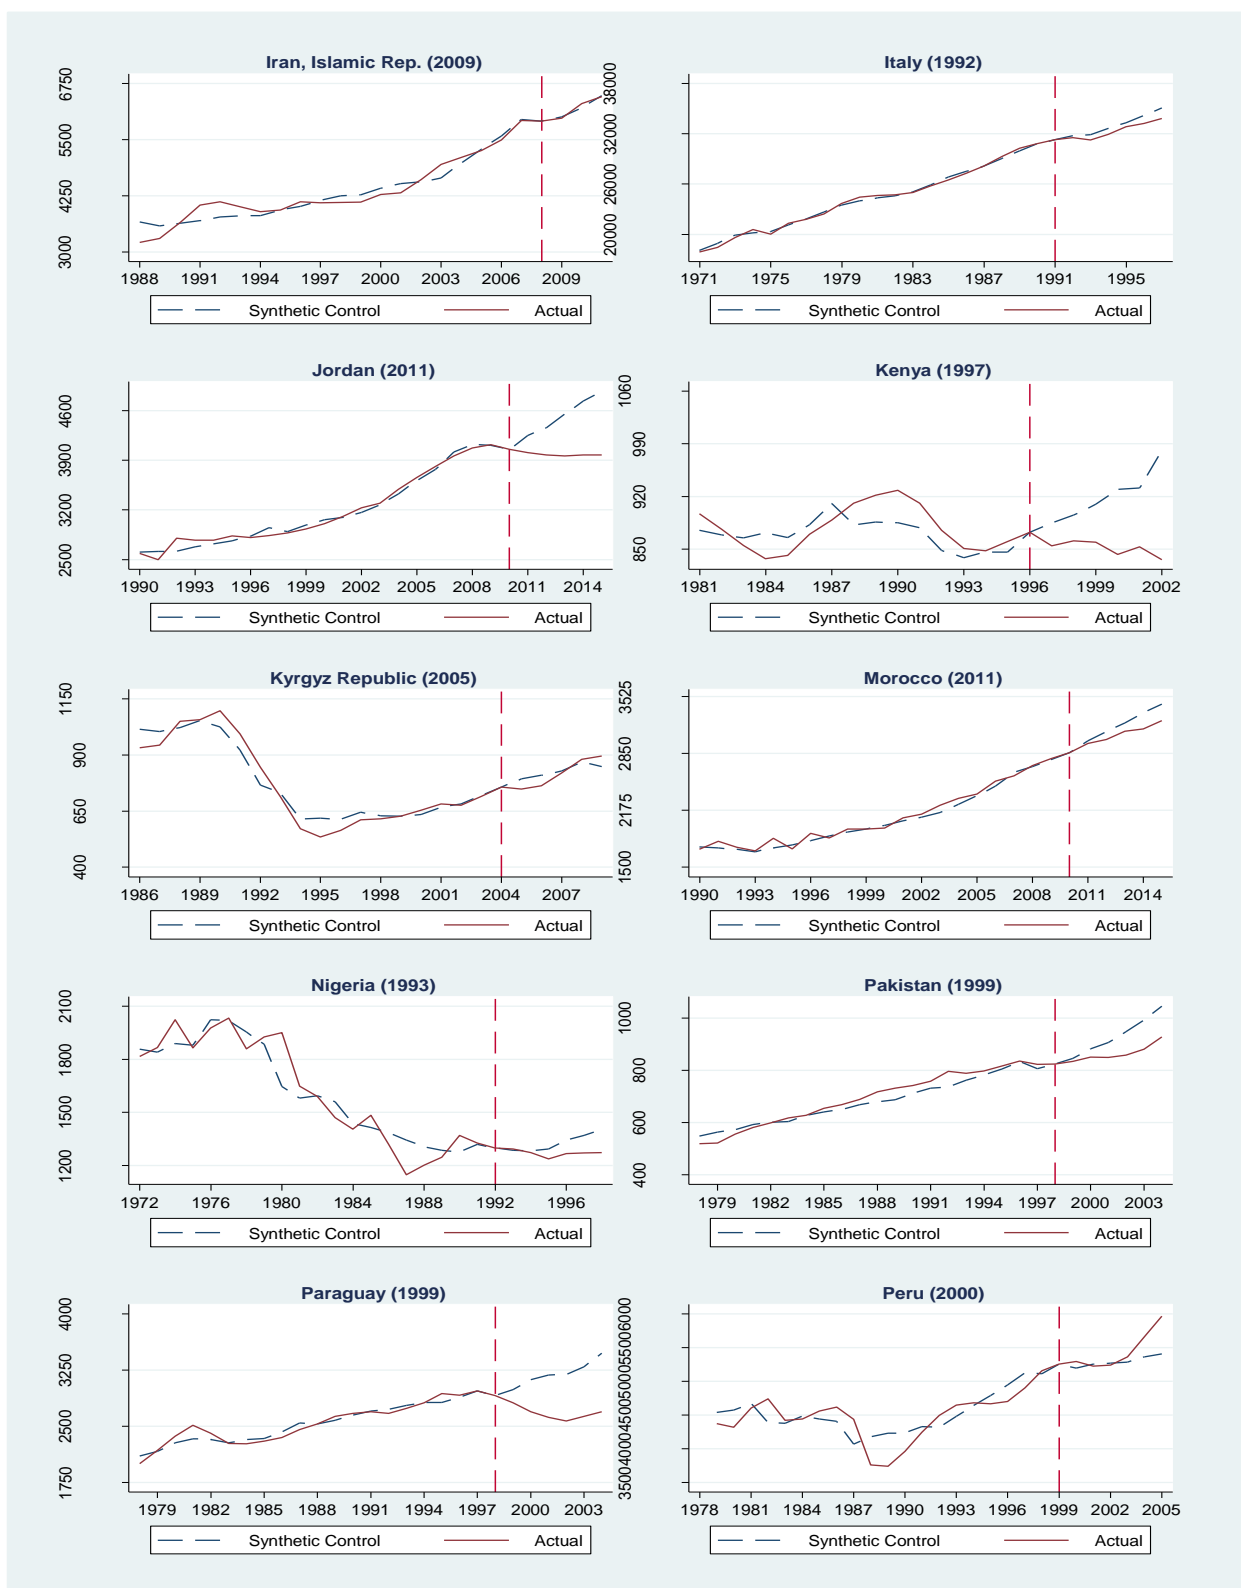 Iran, Islamic Rep. (2009)
6750
5500
4250
3000
1988 1991 1994 1997 2000 2003 2006 2009
Synthetic Control Actual
Italy (1992)
38000
32000
26000
20000
1971 1975 1979 1983 1987 1991 1995
Synthetic Control Actual
Jordan (2011)
4600
3900
3200
2500
1990 1993 1996 1999 2002 2005 2008 2011 2014
Synthetic Control Actual
Kenya (1997)
1060
990
920
850
1981 1984 1987 1990 1993 1996 1999 2002
Synthetic Control Actual
Kyrgyz Republic (2005)
1150
900
650
400
1986 1989 1992 1995 1998 2001 2004 2007
Synthetic Control Actual
Morocco (2011)
3525
2850
2175
1500
1990 1993 1996 1999 2002 2005 2008 2011 2014
Synthetic Control Actual
Nigeria (1993)
2100
1800
1500
1200
1972 1976 1980 1984 1988 1992 1996
Synthetic Control Actual
Pakistan (1999)
1000
800
600
400
1979 1982 1985 1988 1991 1994 1997 2000 2003
Synthetic Control Actual
Paraguay (1999)
4000
3250
2500
1750
1979 1982 1985 1988 1991 1994 1997 2000 2003
Synthetic Control Actual
Peru (2000)
6000
5500
5000
4500
4000
3500
1978 1981 1984 1987 1990 1993 1996 1999 2002 2005
Synthetic Control Actual